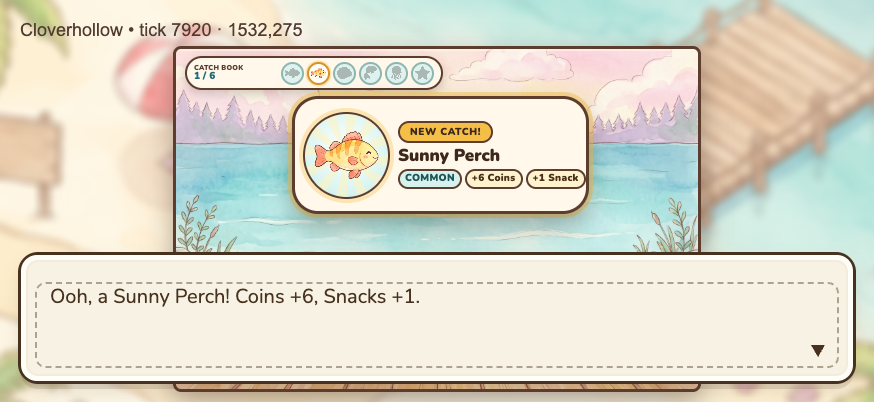 Cloverhollow • tick 7920 · 1532,275
CATCH BOOK
1 / 6
NEW CATCH!
Sunny Perch
COMMON +6 Coins +1 Snack
Ooh, a Sunny Perch! Coins +6, Snacks +1.